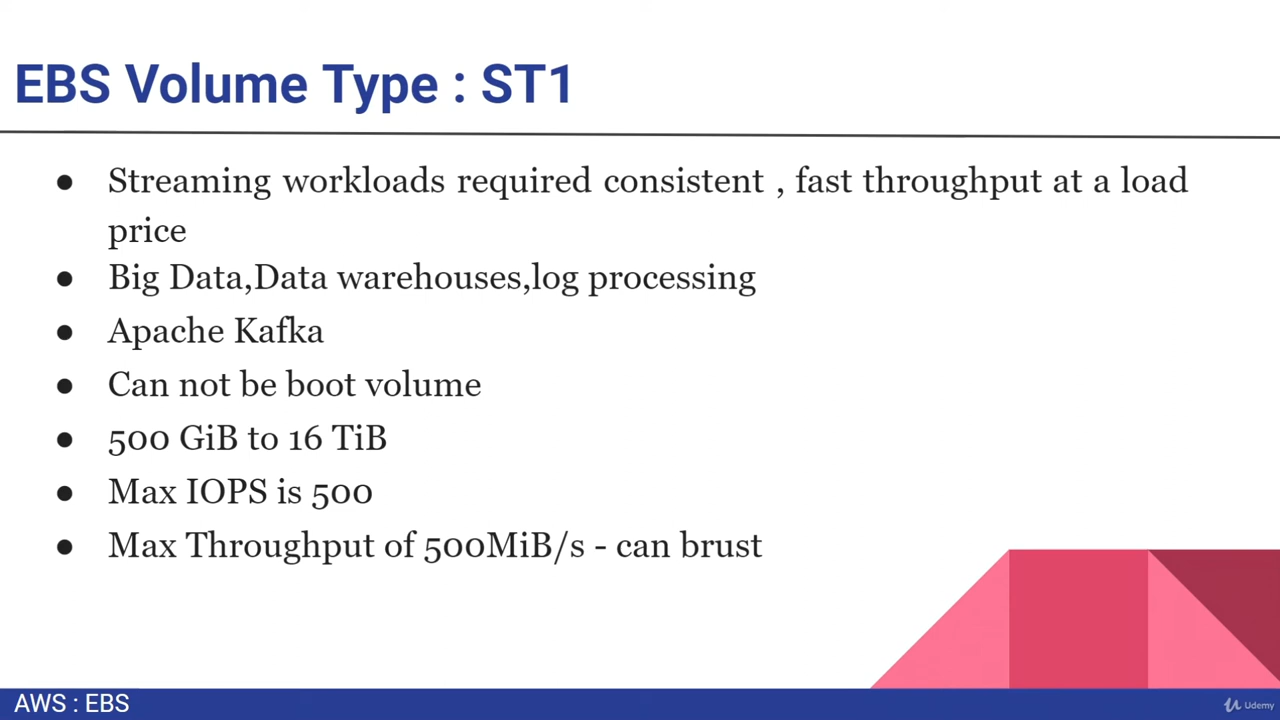 EBS Volume Type : ST1
● Streaming workloads required consistent , fast throughput at a load
price
● Big Data,Data warehouses,log processing
● Apache Kafka
● Can not be boot volume
● 500 GiB to 16 TiB
● Max IOPS is 500
● Max Throughput of 500MiB/s - can brust
AWS : EBS
Udemy